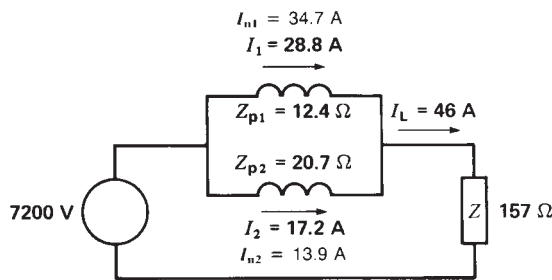 I_n1 = 34.7 A
I_1 = 28.8 A
Z_p1 = 12.4 Ω
I_L = 46 A
Z_p2 = 20.7 Ω
7200 V
Z
157 Ω
I_2 = 17.2 A
I_n2 = 13.9 A